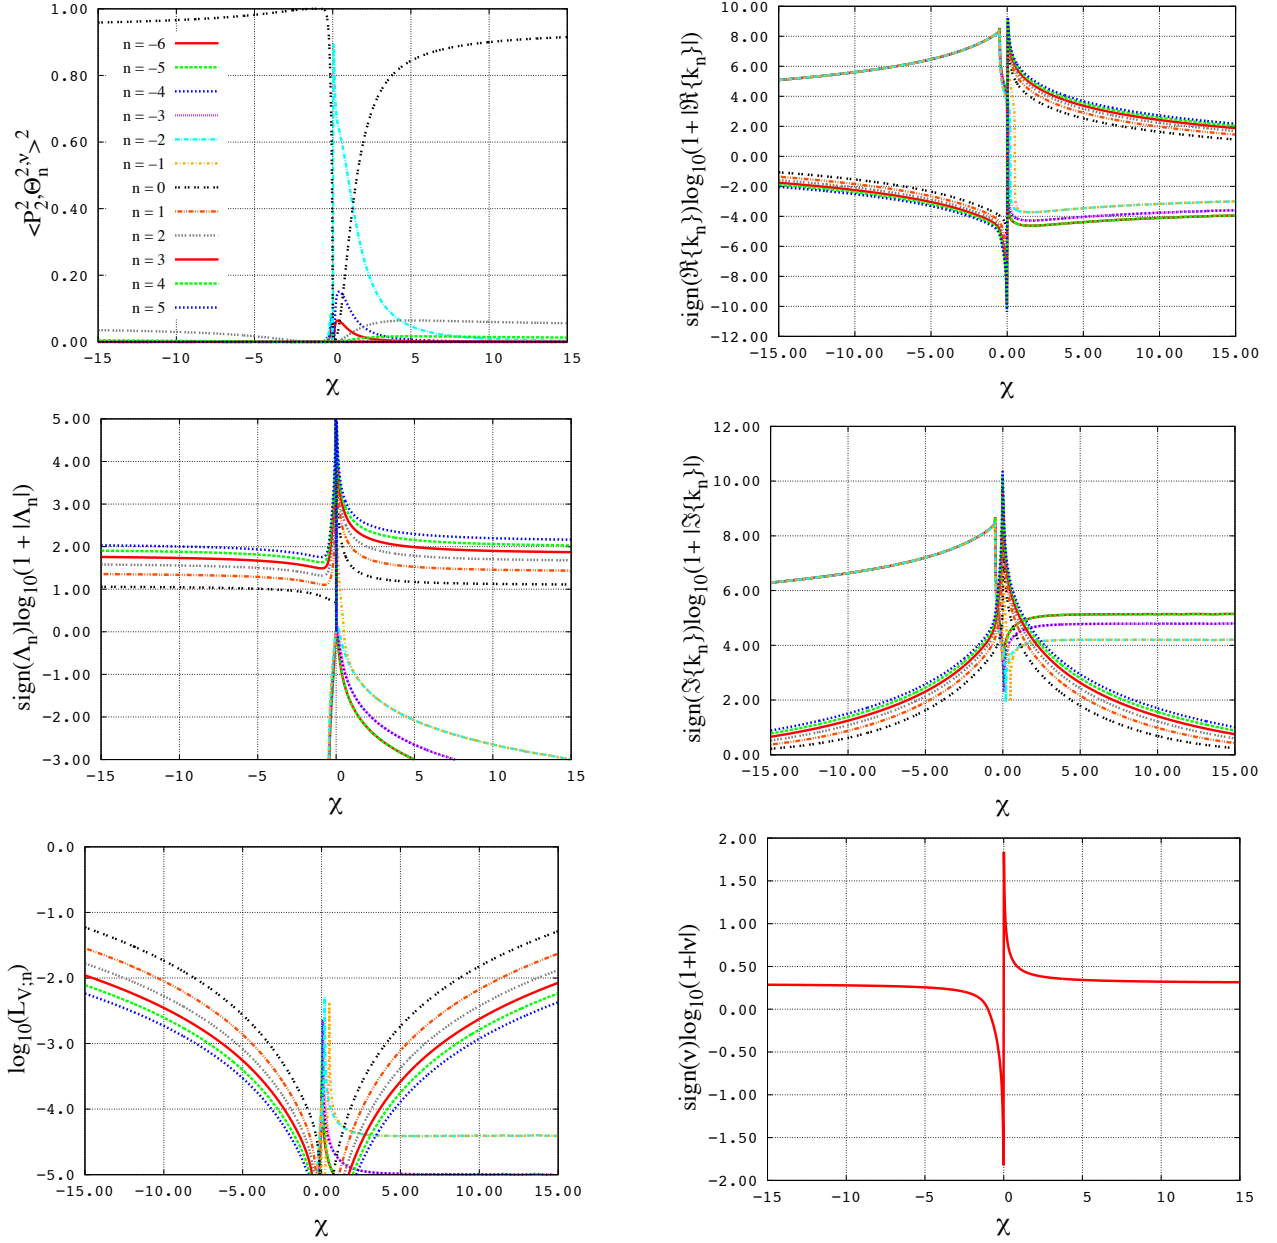 1.00
0.80
0.60
0.40
0.20
0.00
<P₂²,Θₙ²,ᵛ>²
n = −6
n = −5
n = −4
n = −3
n = −2
n = −1
n = 0
n = 1
n = 2
n = 3
n = 4
n = 5
−15 −10 −5 0 5 10 15
χ
10.00
8.00
6.00
4.00
2.00
0.00
−2.00
−4.00
−6.00
−8.00
−10.00
−12.00
sign(ℜ{kₙ})log₁₀(1 + |ℜ{kₙ}|)
−15.00 −10.00 −5.00 0.00 5.00 10.00 15.00
χ
5.00
4.00
3.00
2.00
1.00
0.00
−1.00
−2.00
−3.00
sign(Λₙ)log₁₀(1 + |Λₙ|)
−15 −10 −5 0 5 10 15
χ
12.00
10.00
8.00
6.00
4.00
2.00
0.00
sign(ℑ{kₙ})log₁₀(1+ |ℑ{kₙ}|)
−15.00 −10.00 −5.00 0.00 5.00 10.00 15.00
χ
0.0
−1.0
−2.0
−3.0
−4.0
−5.0
log₁₀(L_V;n)
−15.00 −10.00 −5.00 0.00 5.00 10.00 15.00
χ
2.00
1.50
1.00
0.50
0.00
−0.50
−1.00
−1.50
−2.00
sign(ν)log₁₀(1+|ν|)
−15 −10 −5 0 5 10 15
χ